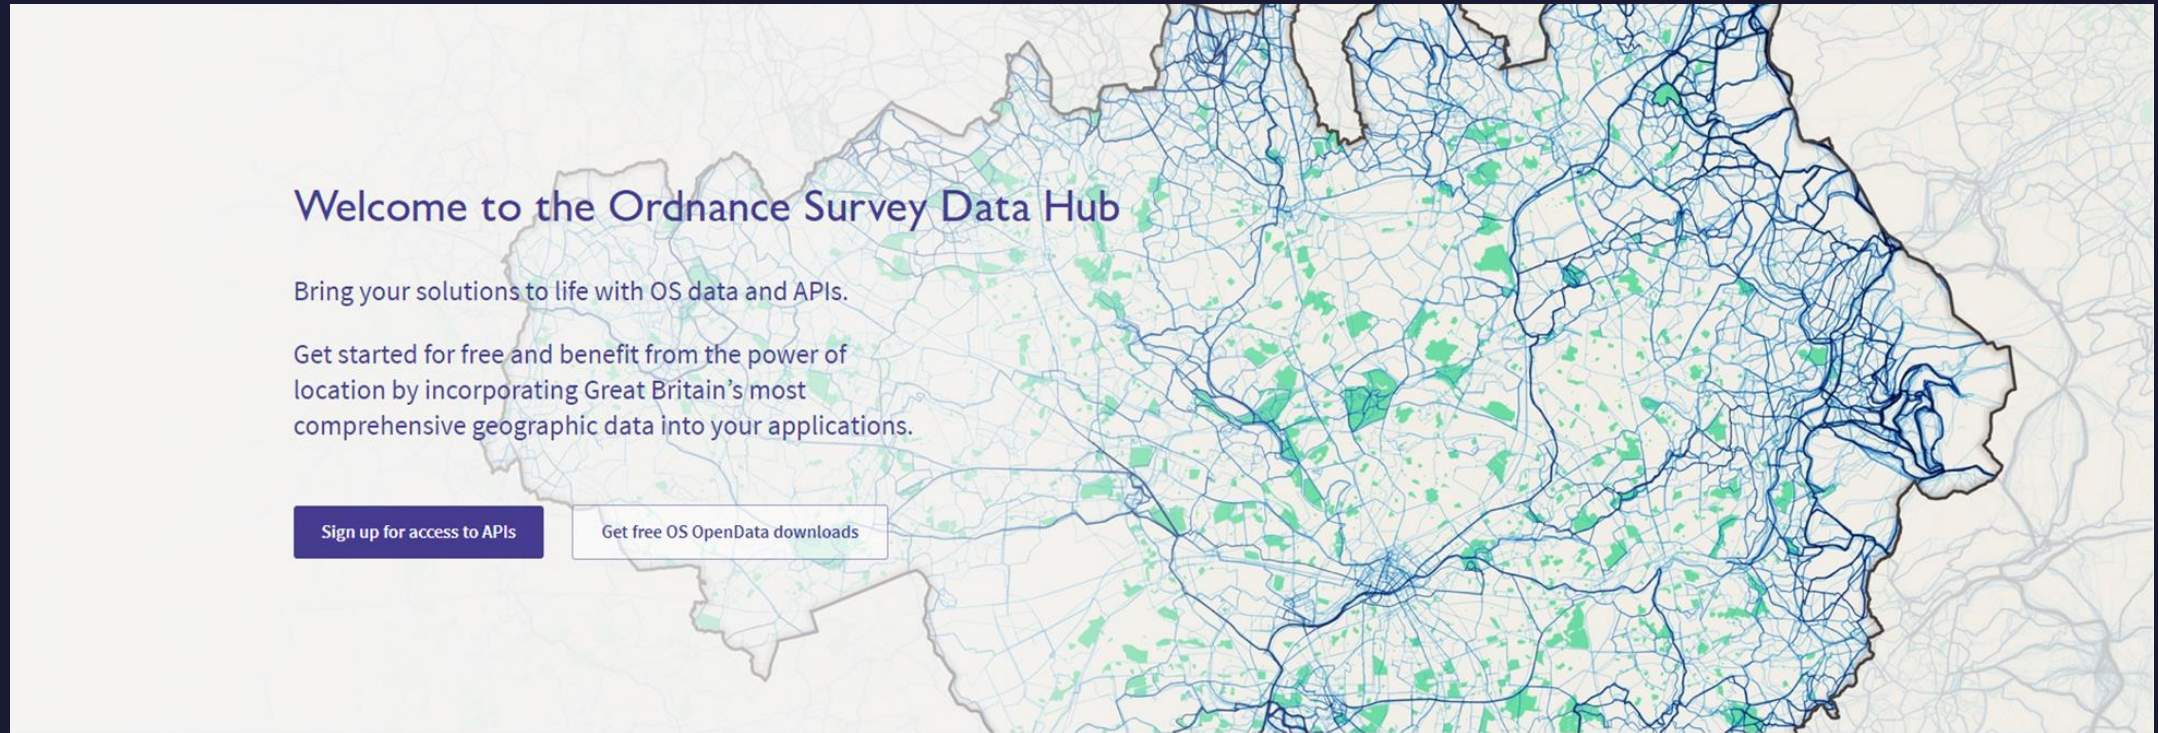 Welcome to the Ordnance Survey Data Hub
Bring your solutions to life with OS data and APIs.
Get started for free and benefit from the power of
location by incorporating Great Britain’s most
comprehensive geographic data into your applications.
Sign up for access to APIs
Get free OS OpenData downloads